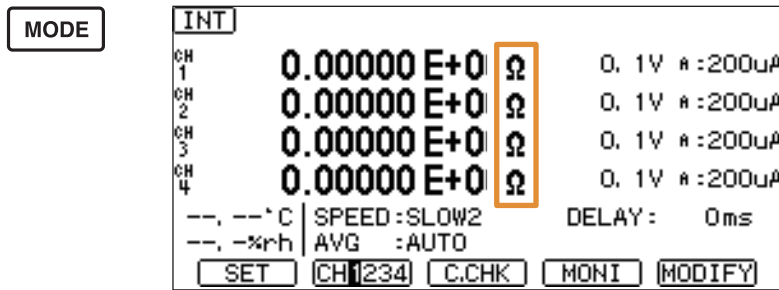 MODE
INT
CH 1 0.00000 E+0 Ω 0. 1V A :200uA
CH 2 0.00000 E+0 Ω 0. 1V A :200uA
CH 3 0.00000 E+0 Ω 0. 1V A :200uA
CH 4 0.00000 E+0 Ω 0. 1V A :200uA
--. --°C SPEED :SLOW2 DELAY : 0ms
--. -%rh AVG :AUTO
SET CH1234 C.CHK MONI MODIFY